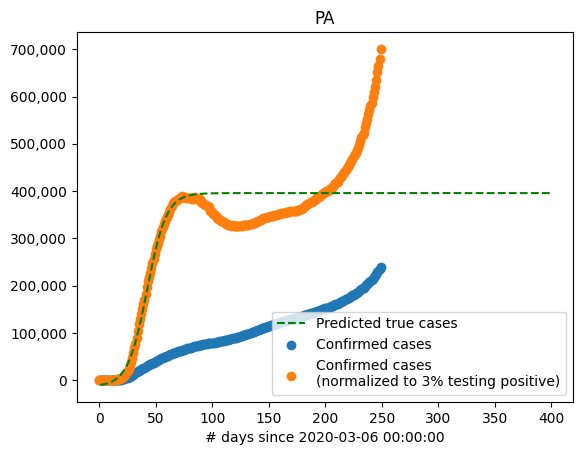 PA
700,000
600,000
500,000
400,000
300,000
200,000
100,000
0
Predicted true cases
Confirmed cases
Confirmed cases
(normalized to 3% testing positive)
0 50 100 150 200 250 300 350 400
# days since 2020-03-06 00:00:00